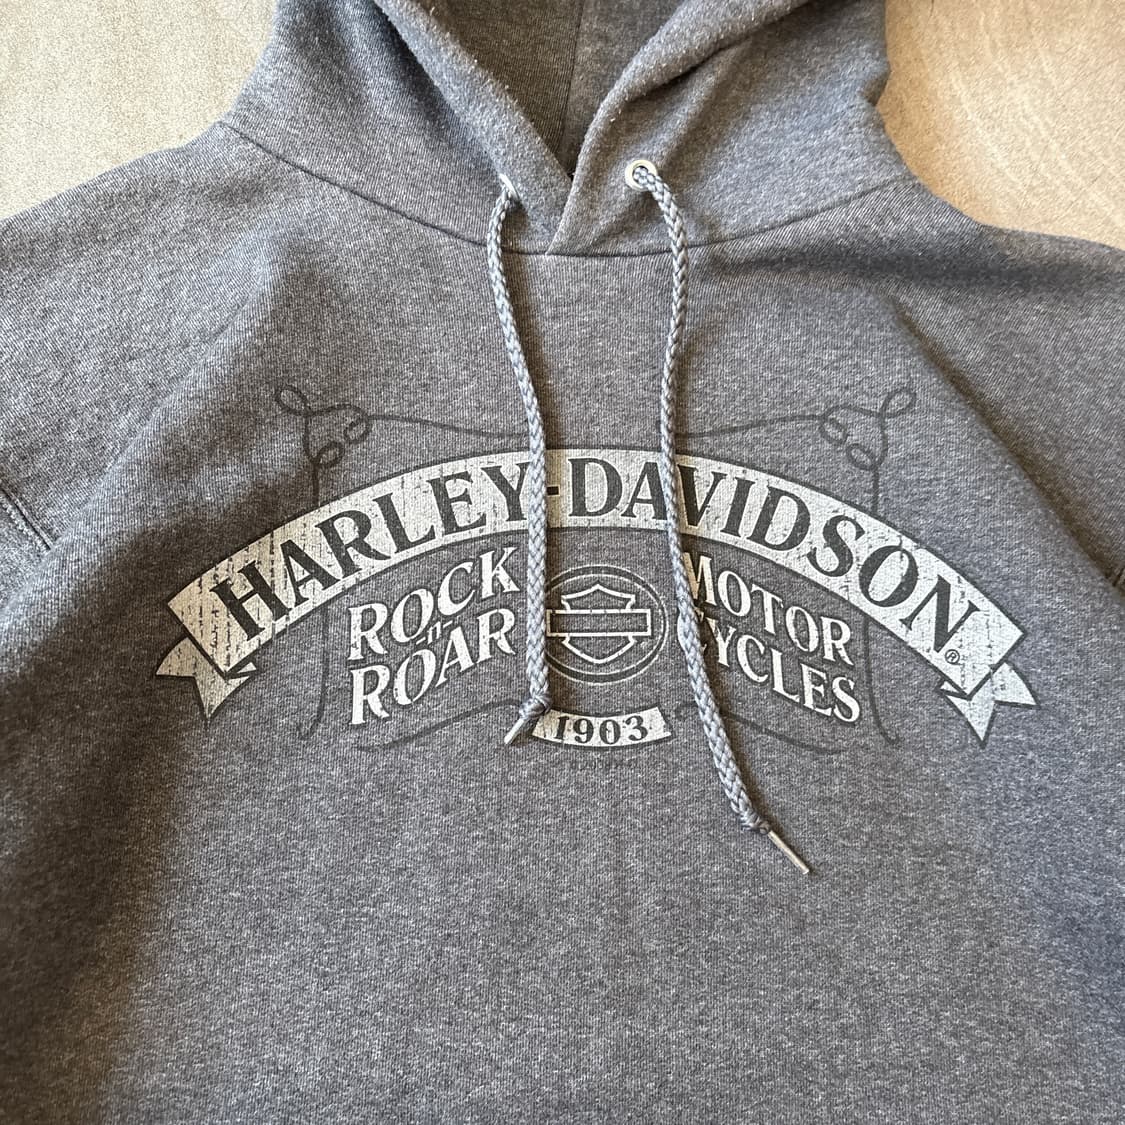 HARLEY-DAVIDSON®
ROCK
-n-
ROAR
MOTOR
CYCLES
1903